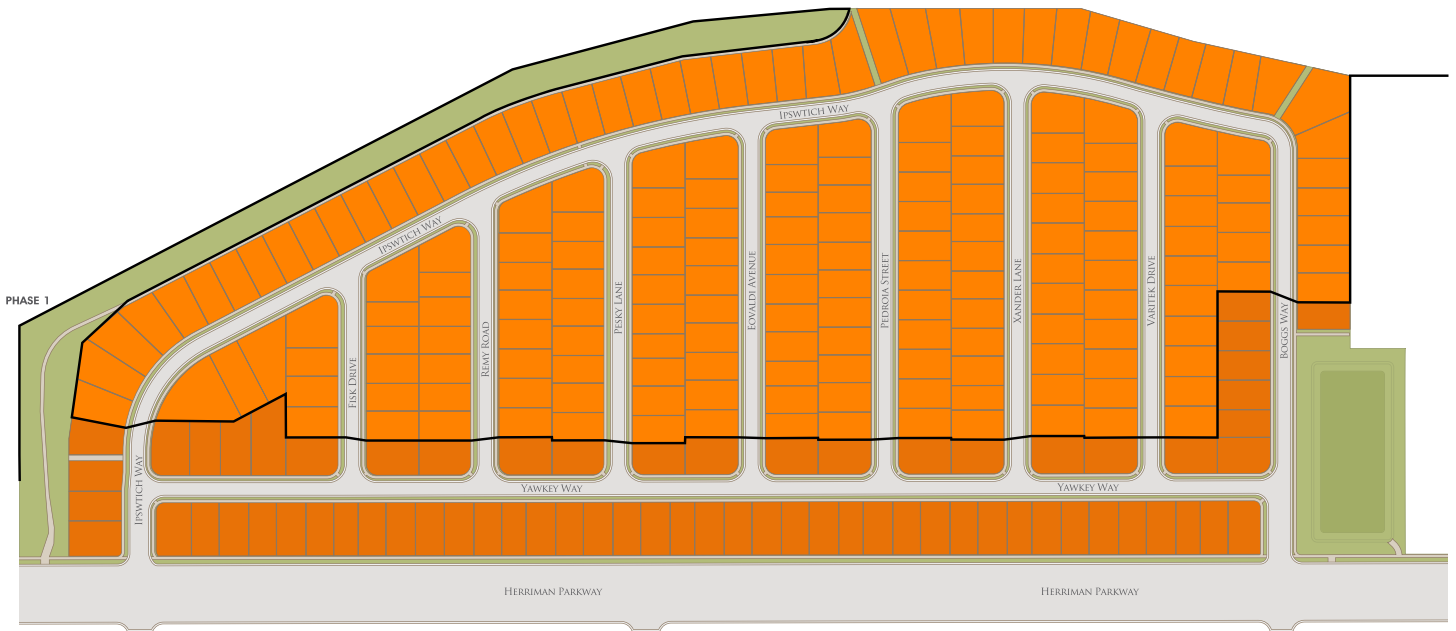 Ipswtich Way
Ipswtich Way
PHASE 1
Fisk Drive
Remy Road
Pesky Lane
Eovaldi Avenue
Pedroia Street
Xander Lane
Varitek Drive
Boggs Way
Ipswtich Way
Yawkey Way
Yawkey Way
Herriman Parkway
Herriman Parkway